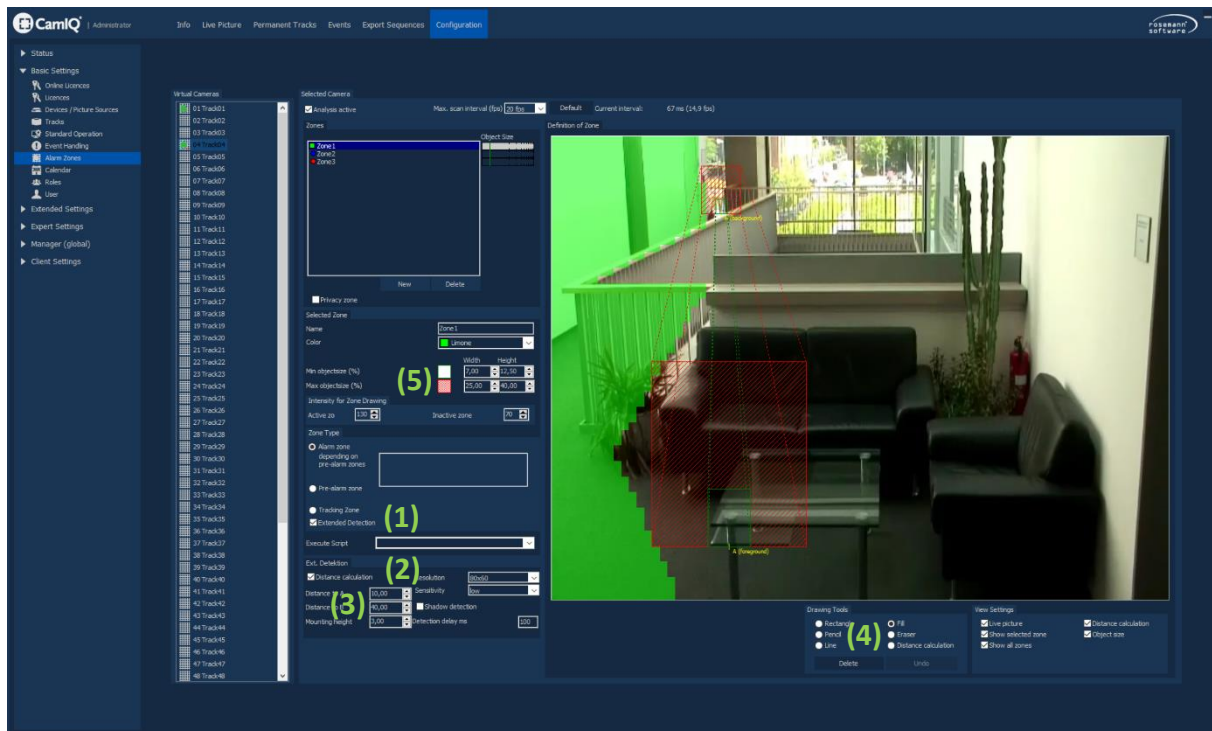 CamIQ | Administrator
Info Live Picture Permanent Tracks Events Export Sequences Configuration
rosemann
software
Status
Basic Settings
Online Licences
Licences
Devices / Picture Sources
Tracks
Standard Operation
Event Handling
Alarm Zones
Calendar
Roles
User
Extended Settings
Expert Settings
Manager (global)
Client Settings
Virtual Cameras
01 Track01
02 Track02
03 Track03
04 Track04
05 Track05
06 Track06
07 Track07
08 Track08
09 Track09
10 Track10
11 Track11
12 Track12
13 Track13
14 Track14
15 Track15
16 Track16
17 Track17
18 Track18
19 Track19
20 Track20
21 Track21
22 Track22
23 Track23
24 Track24
25 Track25
26 Track26
27 Track27
28 Track28
29 Track29
30 Track30
31 Track31
32 Track32
33 Track33
34 Track34
35 Track35
36 Track36
37 Track37
38 Track38
39 Track39
40 Track40
41 Track41
42 Track42
43 Track43
44 Track44
45 Track45
46 Track46
47 Track47
48 Track48
Selected Camera
Analysis active Max. scan interval (fps) 20 fps Default Current interval: 67 ms (14,9 fps)
Zones
Object Size
Zone1
Zone2
Zone3
New Delete
Privacy zone
Selected Zone
Name Zone1
Color Limone
Width Height
Min objectsize (%) 7,00 12,50
Max objectsize (%) (5) 25,00 40,00
Intensity for Zone Drawing
Active zo 130 Inactive zone 70
Zone Type
Alarm zone
depending on
pre-alarm zones
Pre-alarm zone
Tracking Zone
Extended Detection (1)
Execute Script
Ext. Detektion
Distance calculation (2) esolution 80x60
Distance to 10,00 Sensitivity low
Distance to (3) 40,00 Shadow detection
Mounting height 3,00 Detection delay ms 100
Definition of Zone
(background)
A (foreground)
Drawing Tools
Rectangle Fill
Pencil (4) Eraser
Line Distance calculation
Delete Undo
View Settings
Live picture Distance calculation
Show selected zone Object size
Show all zones